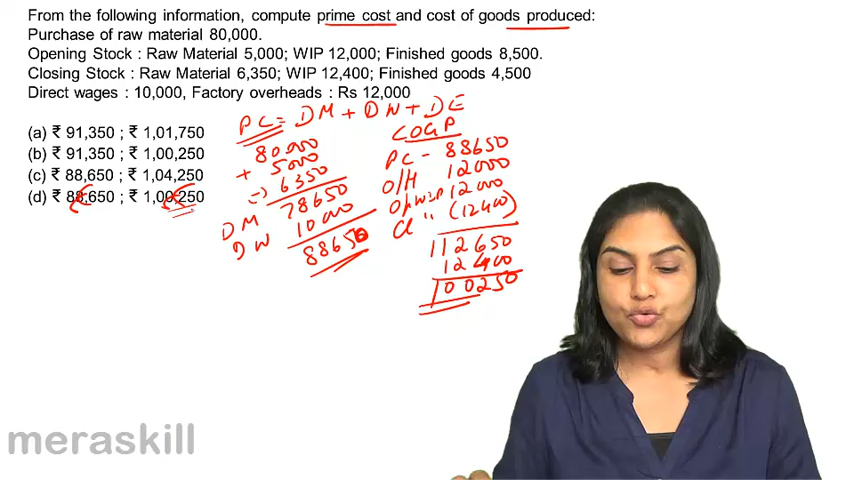 From the following information, compute prime cost and cost of goods produced:
Purchase of raw material 80,000.
Opening Stock : Raw Material 5,000; WIP 12,000; Finished goods 8,500.
Closing Stock : Raw Material 6,350; WIP 12,400; Finished goods 4,500
Direct wages : 10,000, Factory overheads : Rs 12,000
(a) ₹ 91,350 ; ₹ 1,01,750
(b) ₹ 91,350 ; ₹ 1,00,250
(c) ₹ 88,650 ; ₹ 1,04,250
(d) ₹ 88,650 ; ₹ 1,00,250
PC = DM + DW + DE
80000
+ 5000
(-) 6350
DM 78650
DW 10000
88650
COGP
PC - 88650
O/H 12000
Op WIP 12000
Cl " (12400)
112650
12400
100250
meraskill